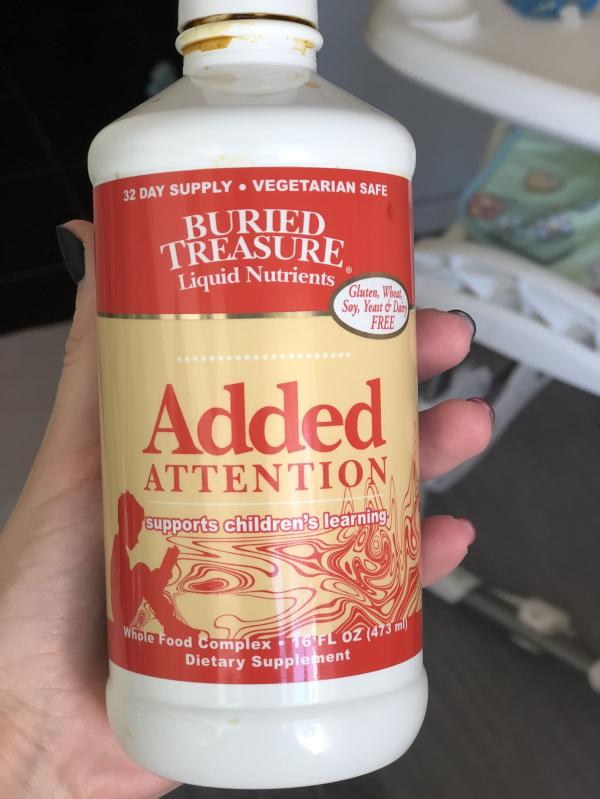 32 DAY SUPPLY • VEGETARIAN SAFE
BURIED
TREASURE®
Liquid Nutrients
Gluten, Wheat,
Soy, Yeast & Dairy
FREE
Added
ATTENTION
supports children's learning
Whole Food Complex • 16 FL OZ (473 ml)
Dietary Supplement